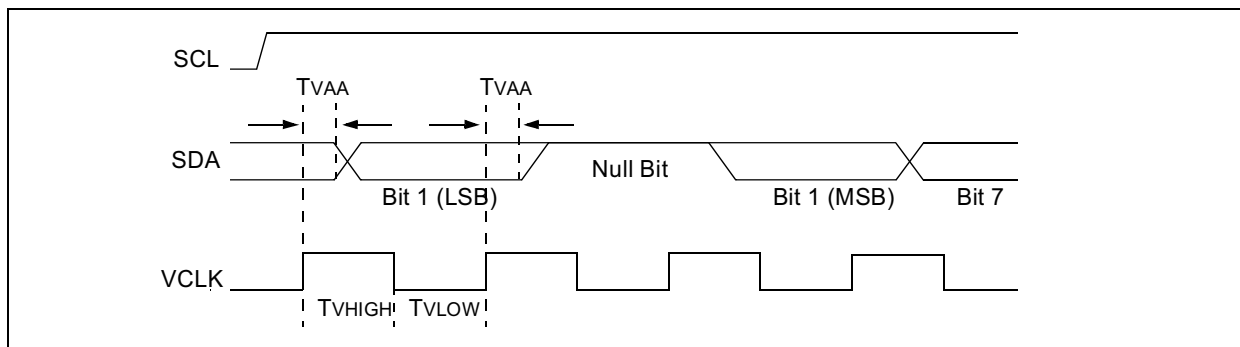 SCL
TVAA TVAA
SDA
Null Bit
Bit 1 (LSB) Bit 1 (MSB) Bit 7
VCLK
TVHIGH TVLOW